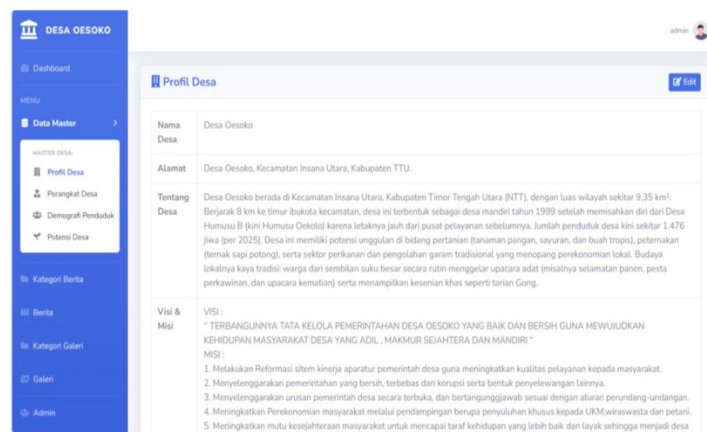 DESA OESOKO
admin
Dashboard
MENU
Data Master
MASTER DESA:
Profil Desa
Perangkat Desa
Demografi Penduduk
Potensi Desa
Kategori Berita
Berita
Kategori Galeri
Galeri
Admin
Profil Desa
Edit
Nama Desa
Desa Oesoko
Alamat
Desa Oesoko, Kecamatan Insana Utara, Kabupaten TTU.
Tentang Desa
Desa Oesoko berada di Kecamatan Insana Utara, Kabupaten Timor Tengah Utara (NTT), dengan luas wilayah sekitar 9,35 km².
Berjarak 8 km ke timur ibukota kecamatan, desa ini terbentuk sebagai desa mandiri tahun 1999 setelah memisahkan diri dari Desa
Humusu B (kini Humusu Oekolo) karena letaknya jauh dari pusat pelayanan sebelumnya. Jumlah penduduk desa kini sekitar 1.476
jiwa (per 2025). Desa ini memiliki potensi unggulan di bidang pertanian (tanaman pangan, sayuran, dan buah tropis), peternakan
(ternak sapi potong), serta sektor perikanan dan pengolahan garam tradisional yang menopang perekonomian lokal. Budaya
lokalnya kaya tradisi: warga dari sembilan suku besar secara rutin menggelar upacara adat (misalnya selamatan panen, pesta
perkawinan, dan upacara kematian) serta menampilkan kesenian khas seperti tarian Gong.
Visi & Misi
VISI :
" TERBANGUNNYA TATA KELOLA PEMERINTAHAN DESA OESOKO YANG BAIK DAN BERSIH GUNA MEWUJUDKAN
KEHIDUPAN MASYARAKAT DESA YANG ADIL , MAKMUR SEJAHTERA DAN MANDIRI "
MISI :
1. Melakukan Reformasi sitem kinerja aparatur pemerintah desa guna meningkatkan kualitas pelayanan kepada masyarakat.
2. Menyelenggarakan pemerintahan yang bersih, terbebas dari korupsi serta bentuk penyelewengan lainnya.
3. Menyelenggarakan urusan pemerintah desa secara terbuka, dan bertangunggjawab sesuai dengan aturan perundang-undangan.
4. Meningkatkan Perekonomian masyarakat melalui pendampingan berupa penyuluhan khusus kepada UKM,wiraswasta dan petani.
5. Meningkatkan mutu kesejahteraan masyarakat untuk mencapai taraf kehidupan yang lebih baik dan layak sehingga menjadi desa